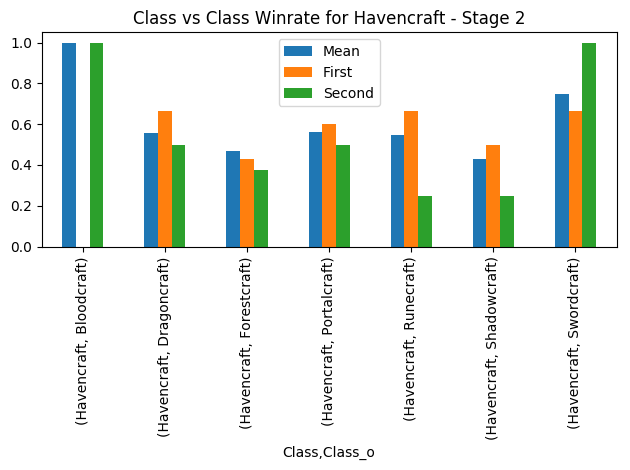 Class vs Class Winrate for Havencraft - Stage 2
1.0
0.8
0.6
0.4
0.2
0.0
Mean
First
Second
(Havencraft, Bloodcraft)
(Havencraft, Dragoncraft)
(Havencraft, Forestcraft)
(Havencraft, Portalcraft)
(Havencraft, Runecraft)
(Havencraft, Shadowcraft)
(Havencraft, Swordcraft)
Class,Class_o